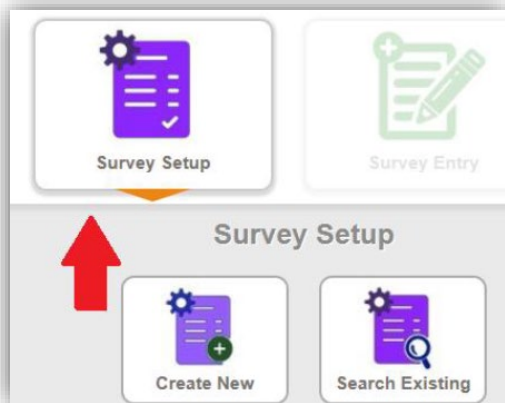 Survey Setup
Survey Entry
Survey Setup
Create New
Search Existing